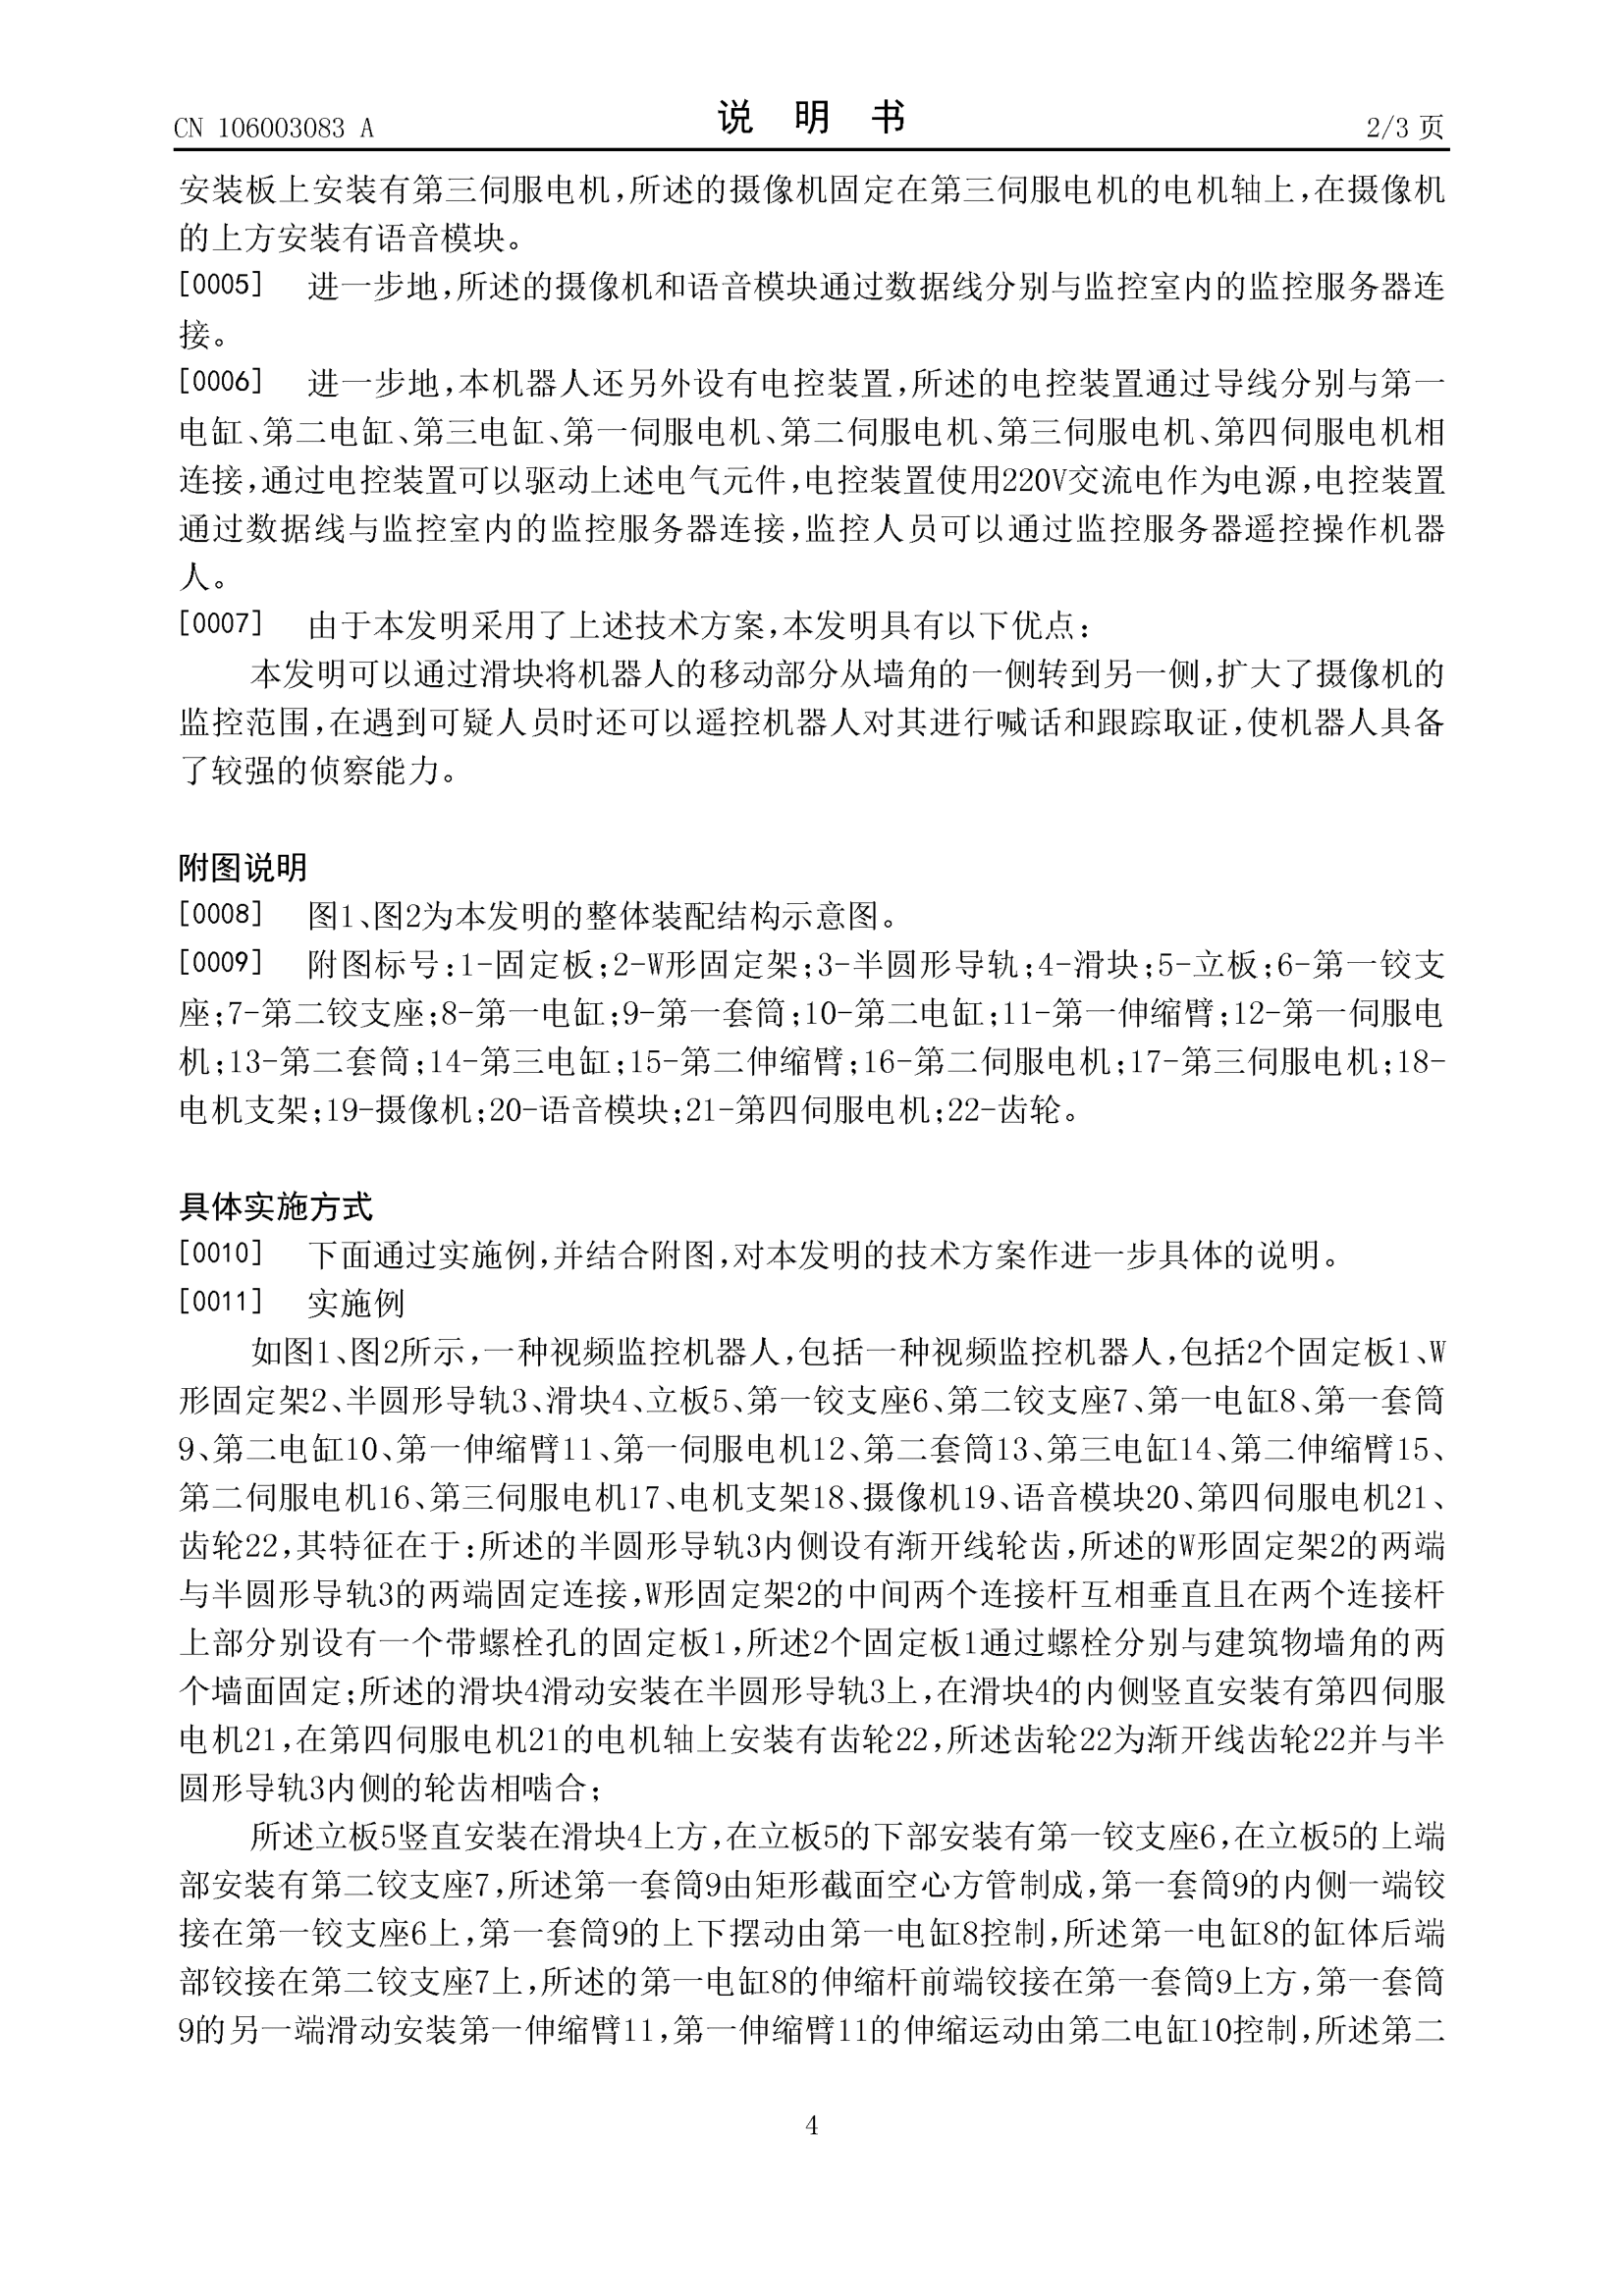 CN 106003083 A
说 明 书
2/3 页
安装板上安装有第三伺服电机,所述的摄像机固定在第三伺服电机的电机轴上,在摄像机
的上方安装有语音模块。
[0005] 进一步地,所述的摄像机和语音模块通过数据线分别与监控室内的监控服务器连
接。
[0006] 进一步地,本机器人还另外设有电控装置,所述的电控装置通过导线分别与第一
电缸、第二电缸、第三电缸、第一伺服电机、第二伺服电机、第三伺服电机、第四伺服电机相
连接,通过电控装置可以驱动上述电气元件,电控装置使用220V交流电作为电源,电控装置
通过数据线与监控室内的监控服务器连接,监控人员可以通过监控服务器遥控操作机器
人。
[0007] 由于本发明采用了上述技术方案,本发明具有以下优点:
本发明可以通过滑块将机器人的移动部分从墙角的一侧转到另一侧,扩大了摄像机的
监控范围,在遇到可疑人员时还可以遥控机器人对其进行喊话和跟踪取证,使机器人具备
了较强的侦察能力。
附图说明
[0008] 图1、图2为本发明的整体装配结构示意图。
[0009] 附图标号:1-固定板;2-W形固定架;3-半圆形导轨;4-滑块;5-立板;6-第一铰支
座;7-第二铰支座;8-第一电缸;9-第一套筒;10-第二电缸;11-第一伸缩臂;12-第一伺服电
机;13-第二套筒;14-第三电缸;15-第二伸缩臂;16-第二伺服电机;17-第三伺服电机;18-
电机支架;19-摄像机;20-语音模块;21-第四伺服电机;22-齿轮。
具体实施方式
[0010] 下面通过实施例,并结合附图,对本发明的技术方案作进一步具体的说明。
[0011] 实施例
如图1、图2所示,一种视频监控机器人,包括一种视频监控机器人,包括2个固定板1、W
形固定架2、半圆形导轨3、滑块4、立板5、第一铰支座6、第二铰支座7、第一电缸8、第一套筒
9、第二电缸10、第一伸缩臂11、第一伺服电机12、第二套筒13、第三电缸14、第二伸缩臂15、
第二伺服电机16、第三伺服电机17、电机支架18、摄像机19、语音模块20、第四伺服电机21、
齿轮22,其特征在于:所述的半圆形导轨3内侧设有渐开线轮齿,所述的W形固定架2的两端
与半圆形导轨3的两端固定连接,W形固定架2的中间两个连接杆互相垂直且在两个连接杆
上部分别设有一个带螺栓孔的固定板1,所述2个固定板1通过螺栓分别与建筑物墙角的两
个墙面固定;所述的滑块4滑动安装在半圆形导轨3上,在滑块4的内侧竖直安装有第四伺服
电机21,在第四伺服电机21的电机轴上安装有齿轮22,所述齿轮22为渐开线齿轮22并与半
圆形导轨3内侧的轮齿相啮合;
所述立板5竖直安装在滑块4上方,在立板5的下部安装有第一铰支座6,在立板5的上端
部安装有第二铰支座7,所述第一套筒9由矩形截面空心方管制成,第一套筒9的内侧一端铰
接在第一铰支座6上,第一套筒9的上下摆动由第一电缸8控制,所述第一电缸8的缸体后端
部铰接在第二铰支座7上,所述的第一电缸8的伸缩杆前端铰接在第一套筒9上方,第一套筒
9的另一端滑动安装第一伸缩臂11,第一伸缩臂11的伸缩运动由第二电缸10控制,所述第二
4